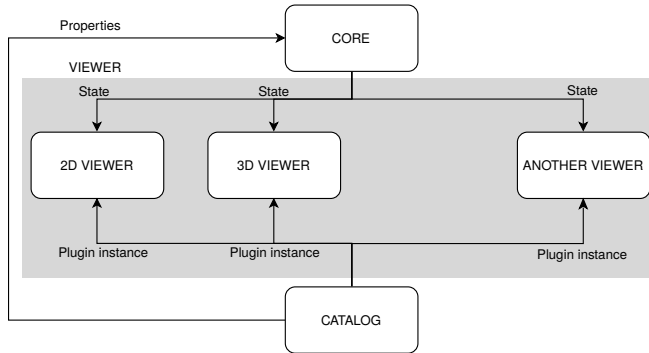 Properties
CORE
VIEWER
State
State
State
2D VIEWER
3D VIEWER
ANOTHER VIEWER
Plugin instance
Plugin instance
Plugin instance
CATALOG